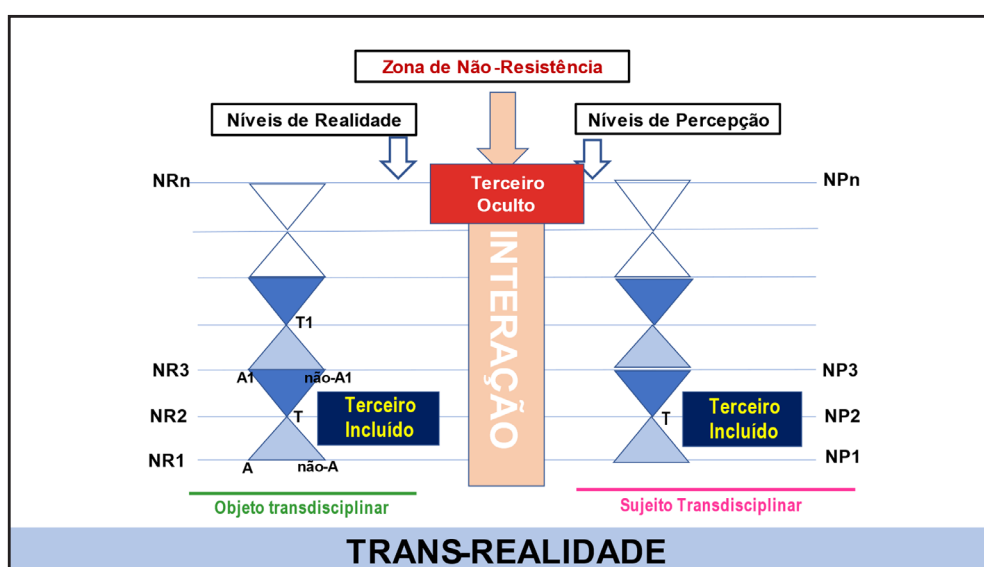 Zona de Não-Resistência
Níveis de Realidade
Níveis de Percepção
NRn
Terceiro
Oculto
NPn
INTERAÇÃO
T1
NR3
A1
não-A1
NP3
NR2
T
Terceiro
Incluído
T
Terceiro
Incluído
NP2
NR1
A
não-A
NP1
Objeto transdisciplinar
Sujeito Transdisciplinar
TRANS-REALIDADE